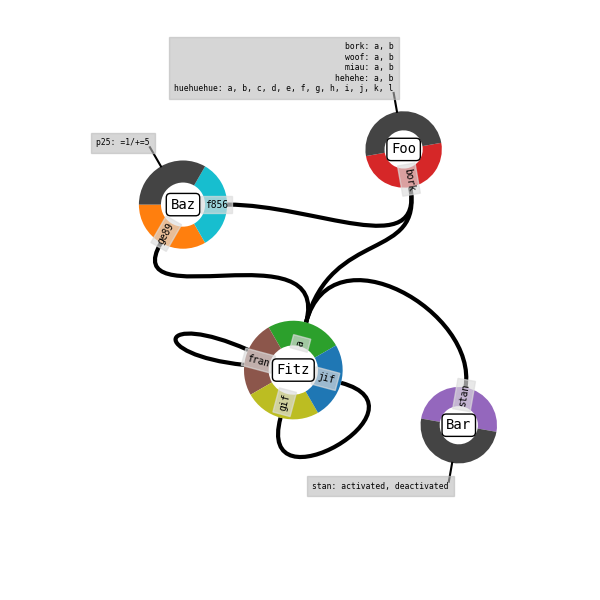 bork: a, b
woof: a, b
miau: a, b
hehehe: a, b
huehuehue: a, b, c, d, e, f, g, h, i, j, k, l
p25: =1/+=5
Foo
bork
Baz
f856
ge89
a
fran
Fitz
jif
gif
stan
Bar
stan: activated, deactivated